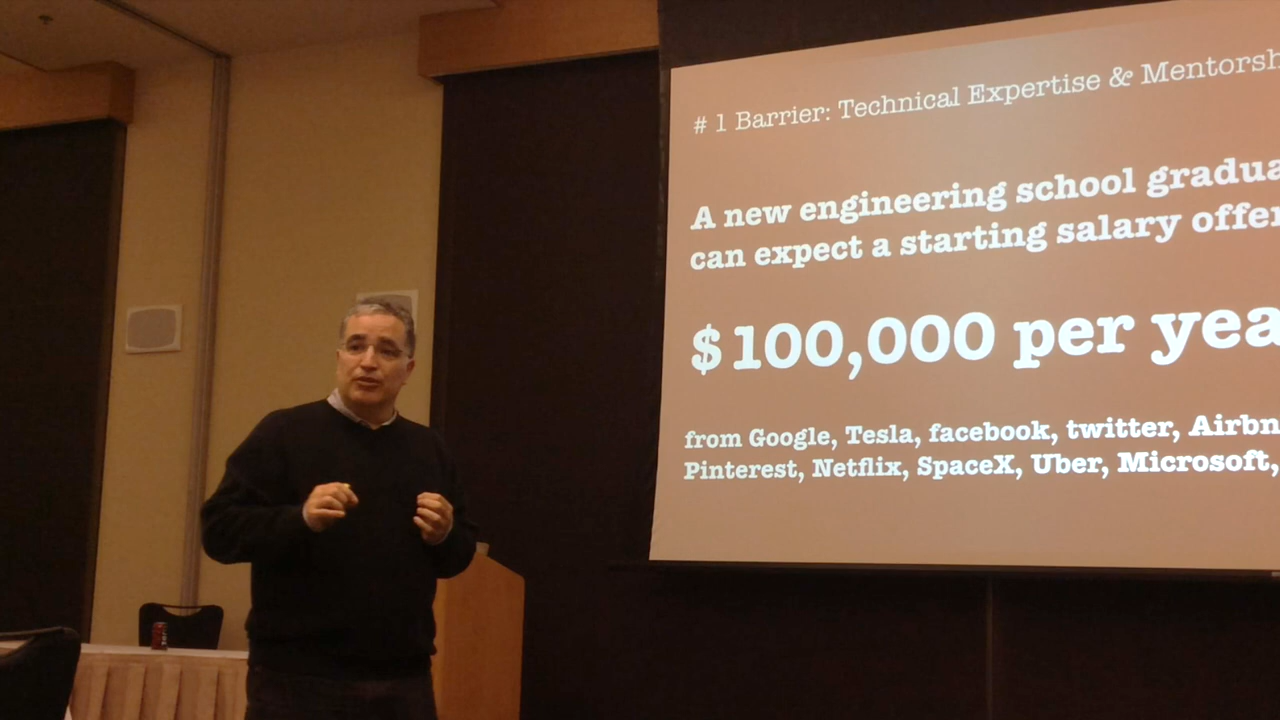 # 1 Barrier: Technical Expertise & Mentorsh
A new engineering school gradua
can expect a starting salary offer
$100,000 per yea
from Google, Tesla, facebook, twitter, Airbn
Pinterest, Netflix, SpaceX, Uber, Microsoft,